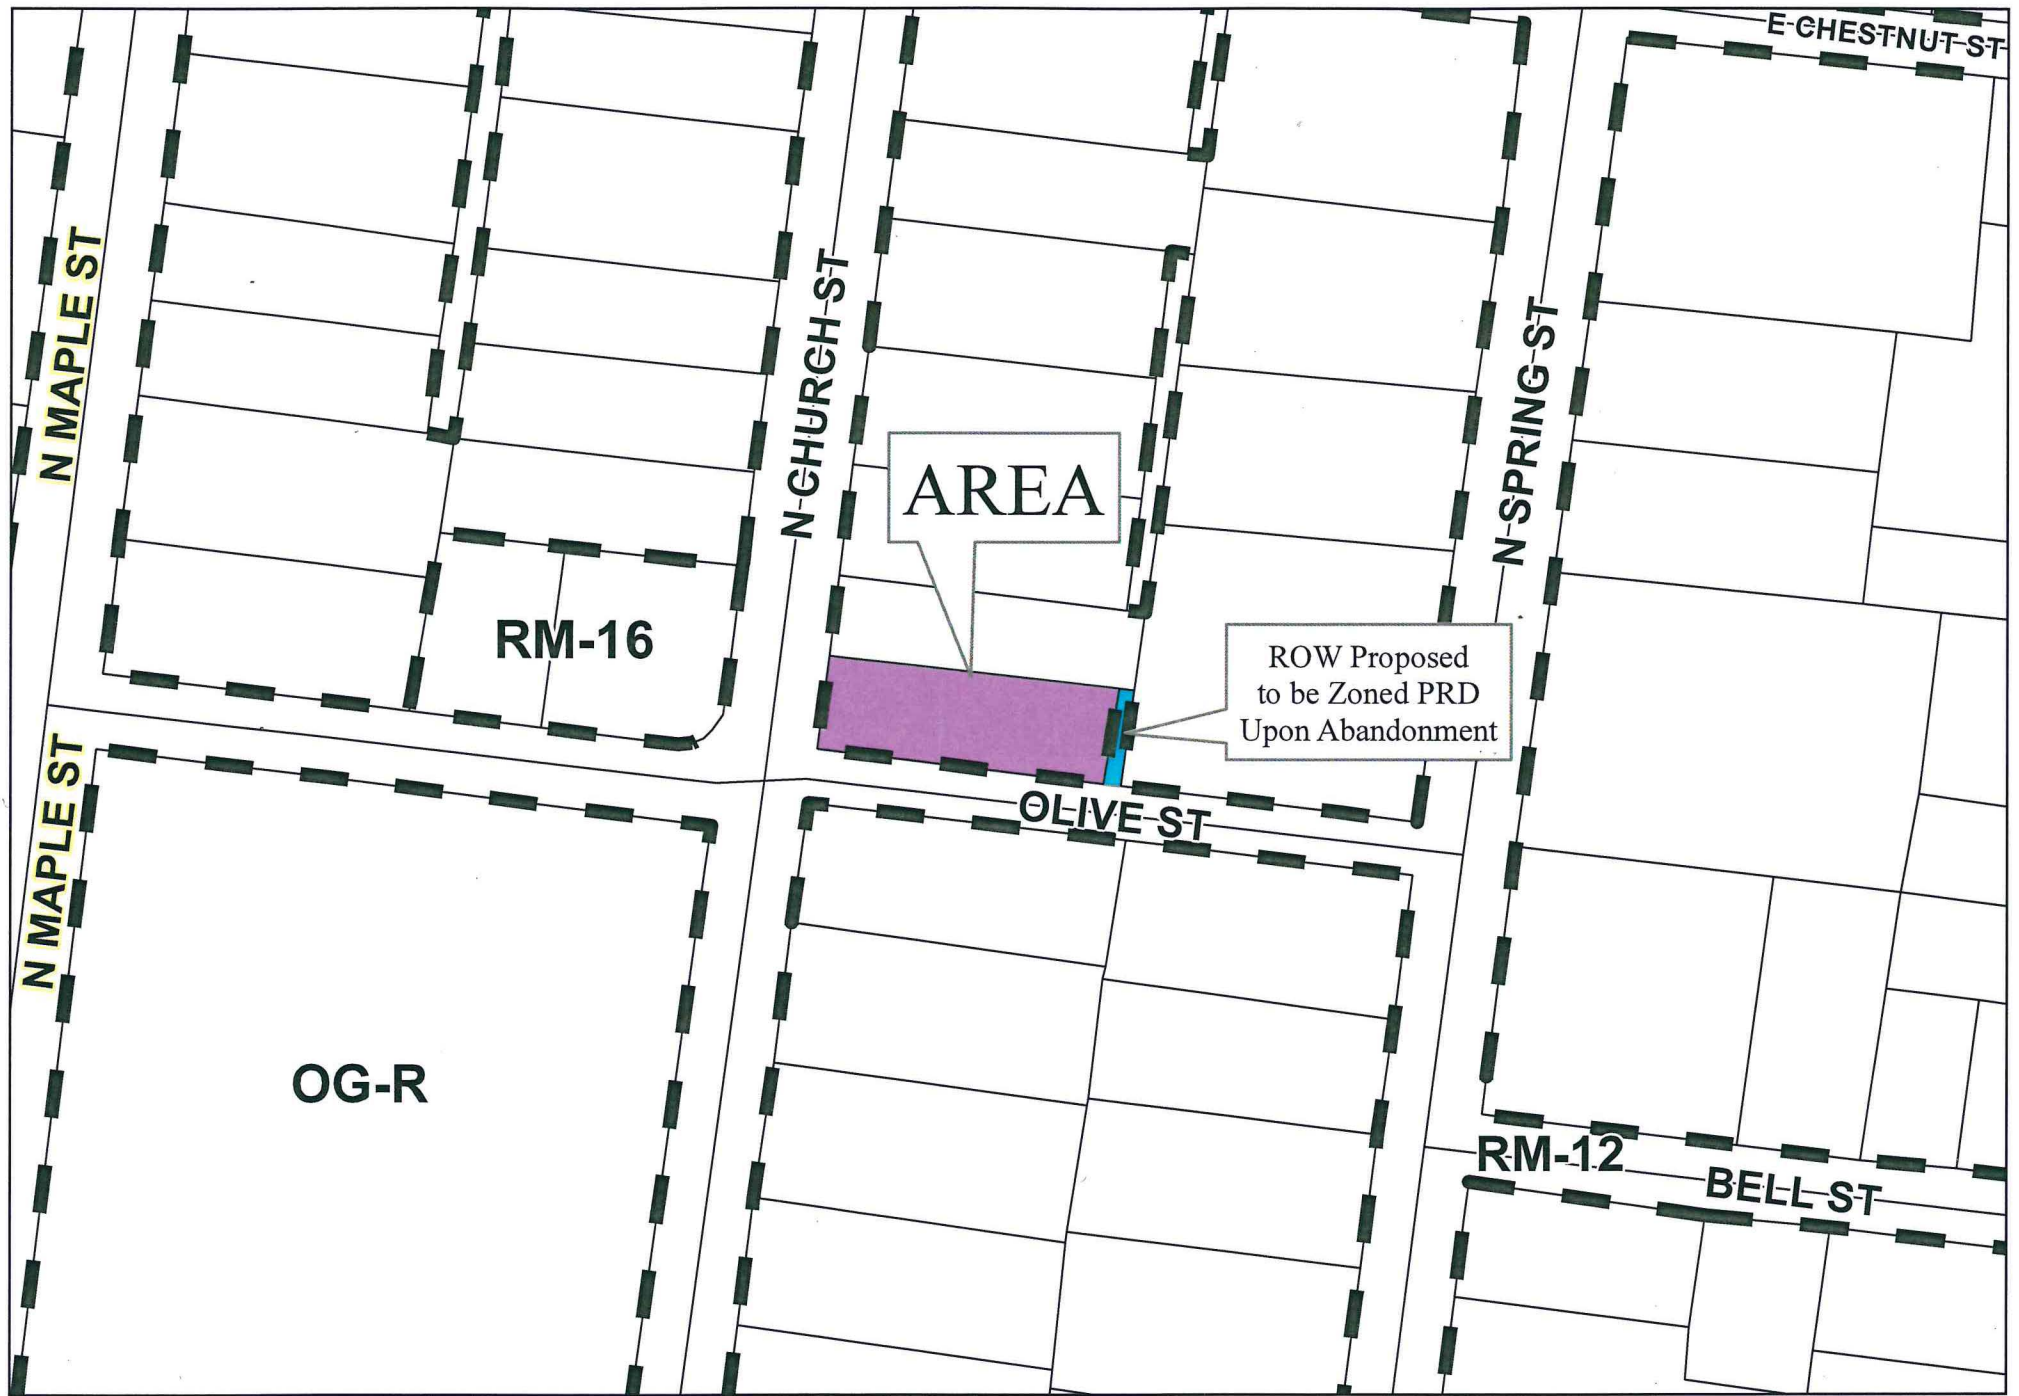 E CHESTNUT ST
N MAPLE ST
N CHURCH ST
N SPRING ST
AREA
RM-16
ROW Proposed
to be Zoned PRD
Upon Abandonment
N MAPLE ST
OLIVE ST
OG-R
RM-12
BELL ST